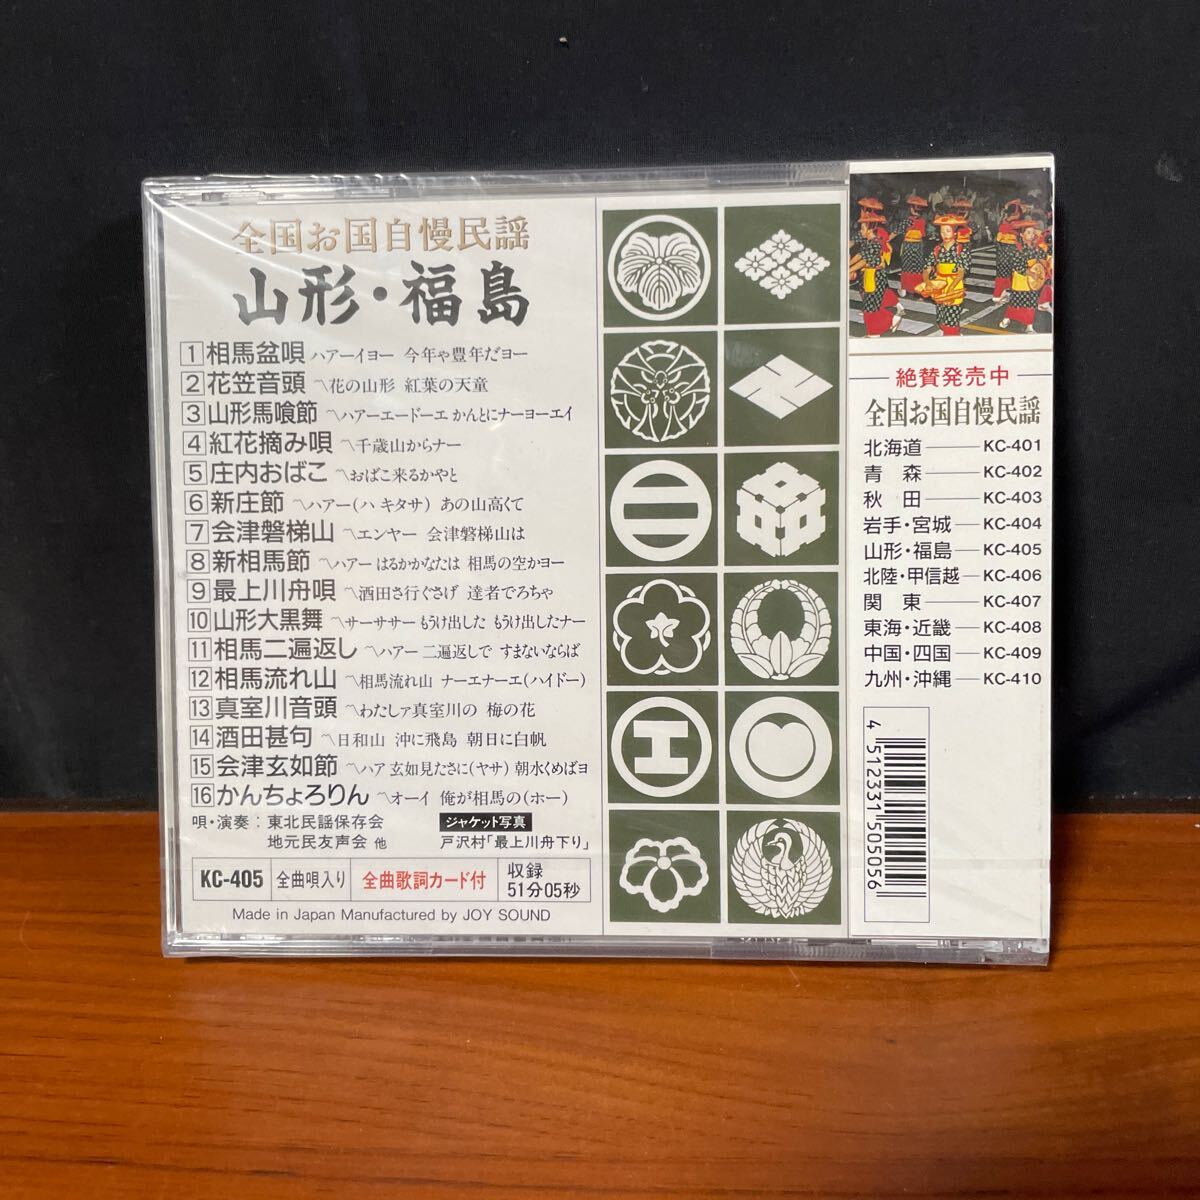 全国お国自慢民謡
山形・福島
1 相馬盆唄 ハアーイヨー 今年ゃ豊年だヨー
2 花笠音頭 〽花の山形 紅葉の天童
3 山形馬喰節 〽ハアーエードーエ かんとにナーヨーエイ
4 紅花摘み唄 〽千歳山からナー
5 庄内おばこ 〽おばこ来るかやと
6 新庄節 〽ハアー(ハ キタサ) あの山高くて
7 会津磐梯山 〽エンヤー 会津磐梯山は
8 新相馬節 〽ハアー はるかかなたは 相馬の空かヨー
9 最上川舟唄 〽酒田さ行ぐさげ 達者でろちゃ
10 山形大黒舞 〽サーササー もうけ出した もうけ出したナー
11 相馬二遍返し 〽ハアー 二遍返しで すまないならば
12 相馬流れ山 〽相馬流れ山 ナーエナーエ(ハイドー)
13 真室川音頭 〽わたしァ真室川の 梅の花
14 酒田甚句 〽日和山 沖に飛島 朝日に白帆
15 会津玄如節 〽ハア 玄如見たさに(ヤサ) 朝水くめばヨ
16 かんちょろりん 〽オーイ 俺が相馬の(ホー)
唄・演奏：東北民謡保存会
地元民友声会 他
ジャケット写真
戸沢村「最上川舟下り」
KC-405 全曲唄入り 全曲歌詞カード付 収録 51分05秒
Made in Japan Manufactured by JOY SOUND
絶賛発売中
全国お国自慢民謡
北海道 ── KC-401
青森 ── KC-402
秋田 ── KC-403
岩手・宮城 ─ KC-404
山形・福島 ─ KC-405
北陸・甲信越 ─ KC-406
関東 ── KC-407
東海・近畿 ─ KC-408
中国・四国 ─ KC-409
九州・沖縄 ─ KC-410
4 512331 505056